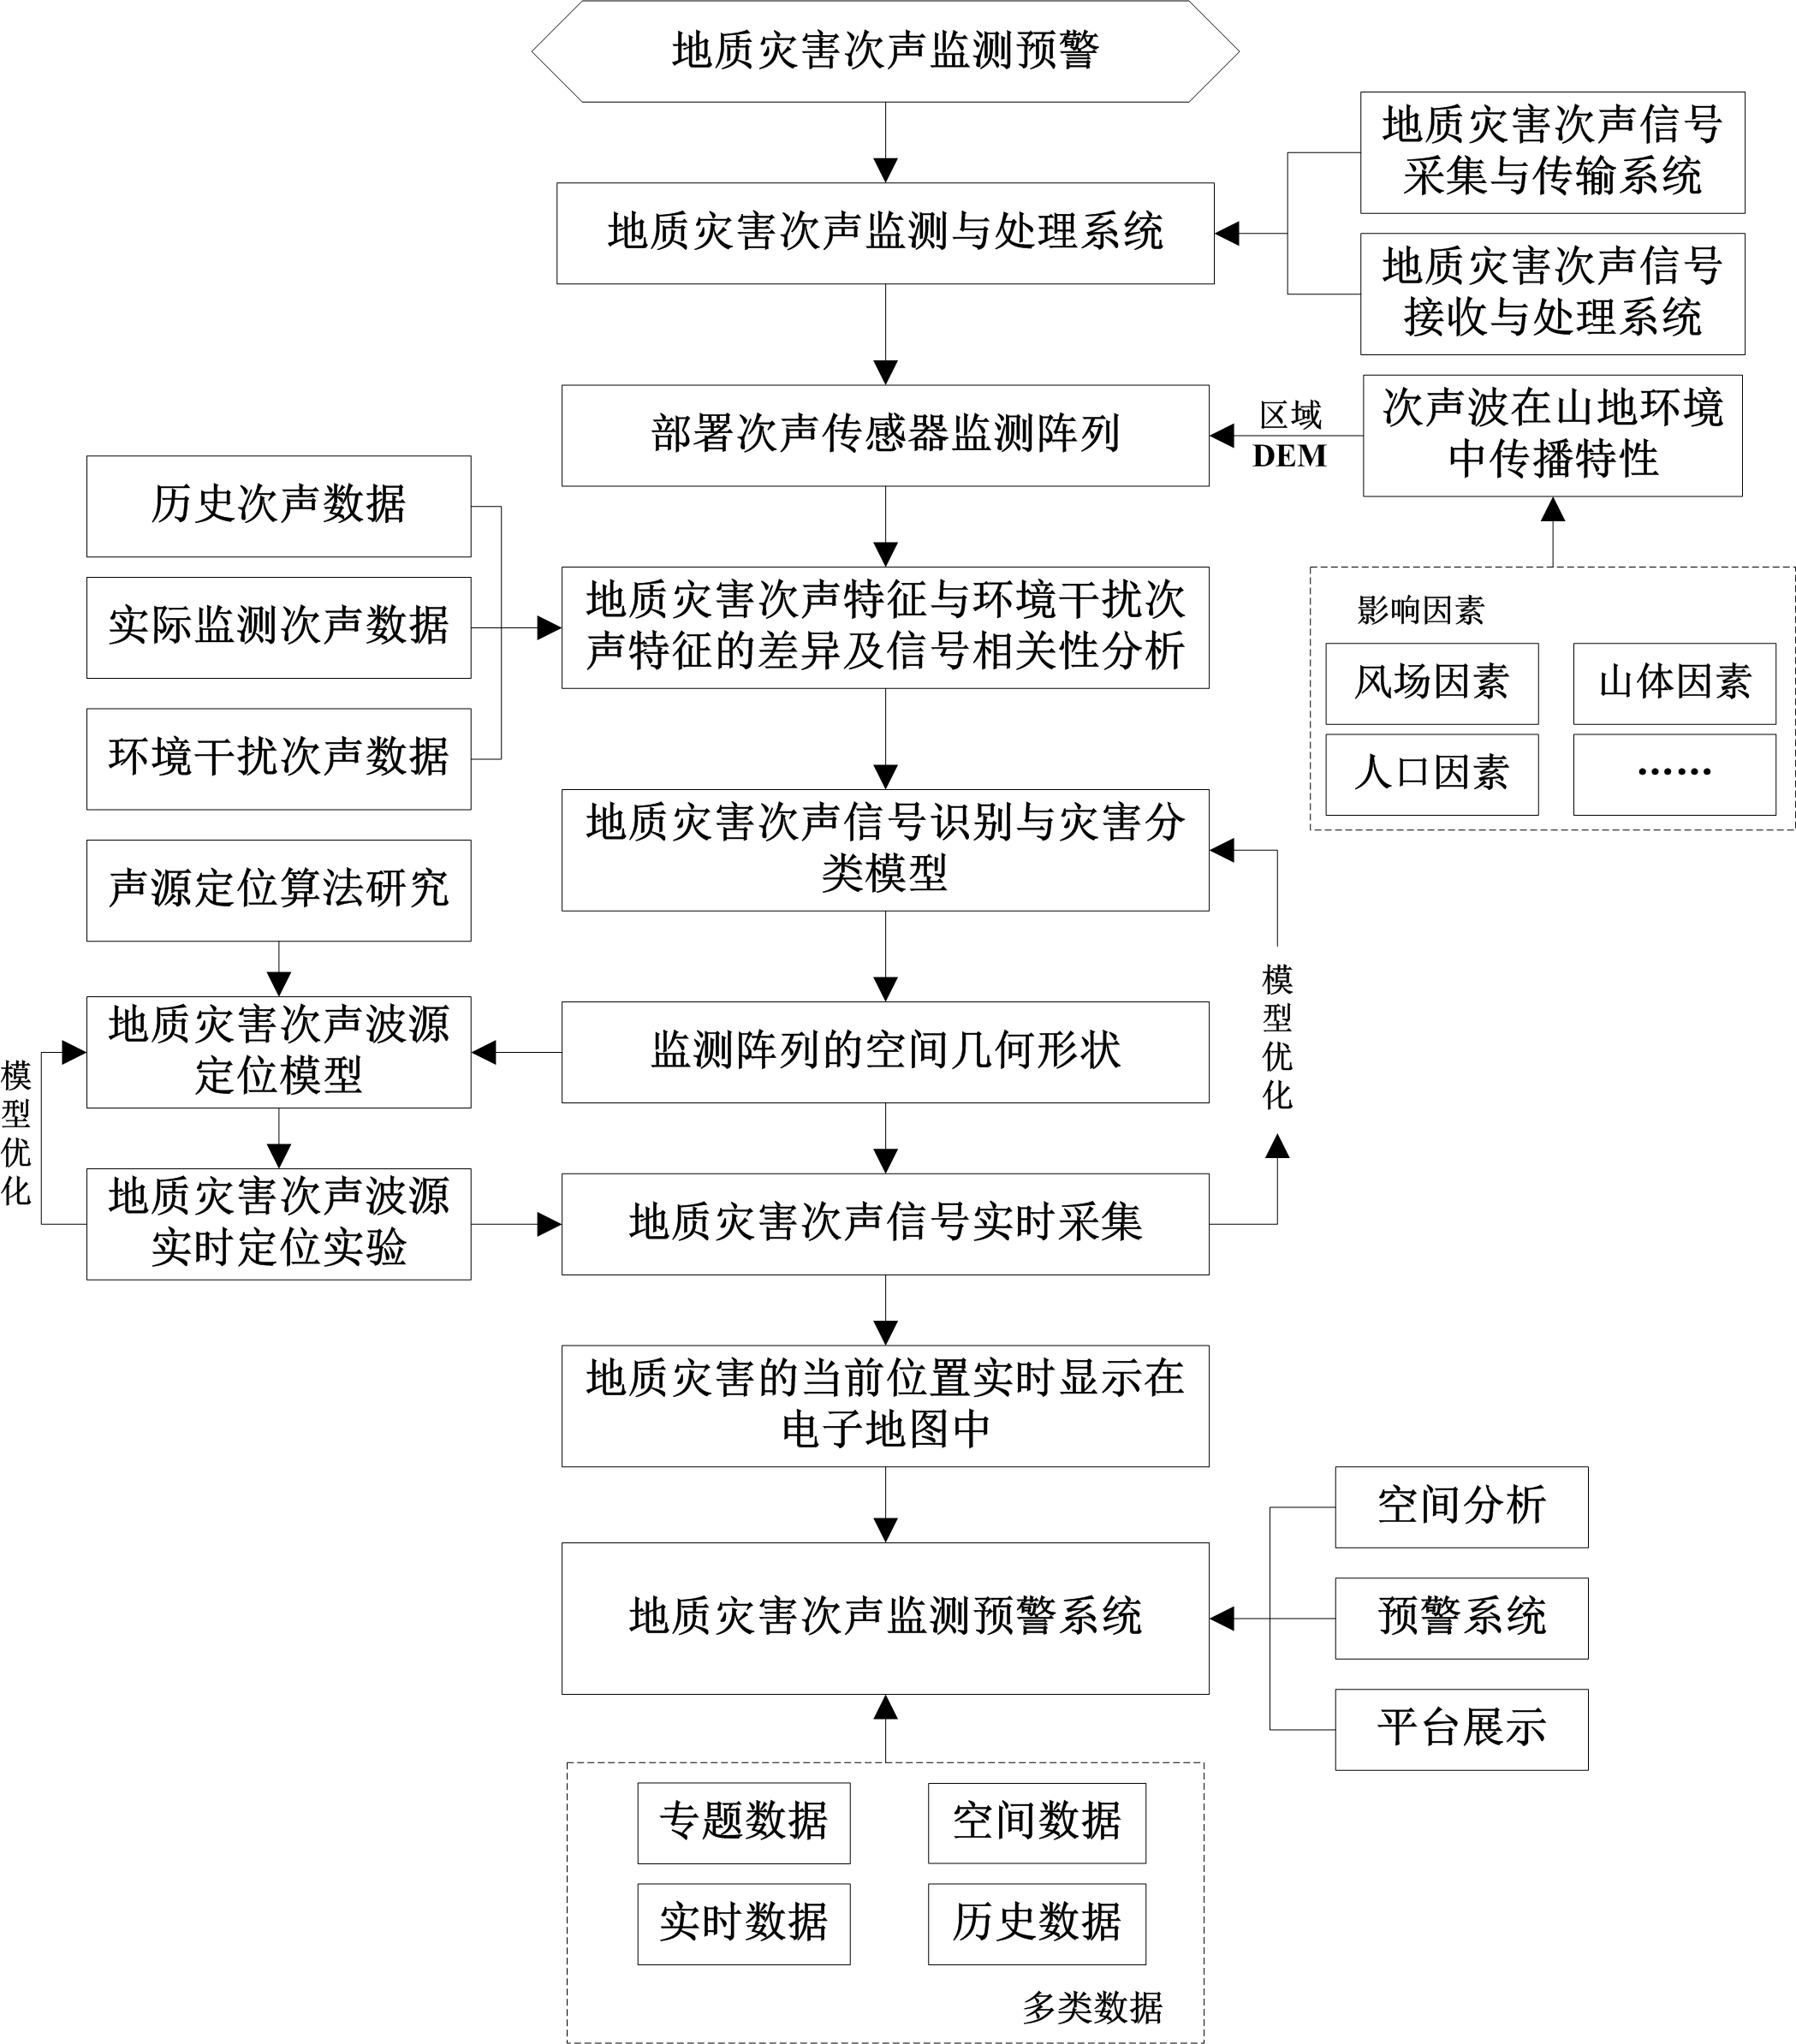 地质灾害次声监测预警
地质灾害次声信号
采集与传输系统
地质灾害次声监测与处理系统
地质灾害次声信号
接收与处理系统
部署次声传感器监测阵列
区域
DEM
次声波在山地环境
中传播特性
历史次声数据
实际监测次声数据
环境干扰次声数据
地质灾害次声特征与环境干扰次
声特征的差异及信号相关性分析
影响因素
风场因素
山体因素
人口因素
……
地质灾害次声信号识别与灾害分
类模型
声源定位算法研究
地质灾害次声波源
定位模型
监测阵列的空间几何形状
模型优化
模型优化
地质灾害次声波源
实时定位实验
地质灾害次声信号实时采集
地质灾害的当前位置实时显示在
电子地图中
空间分析
地质灾害次声监测预警系统
预警系统
平台展示
专题数据
空间数据
实时数据
历史数据
多类数据